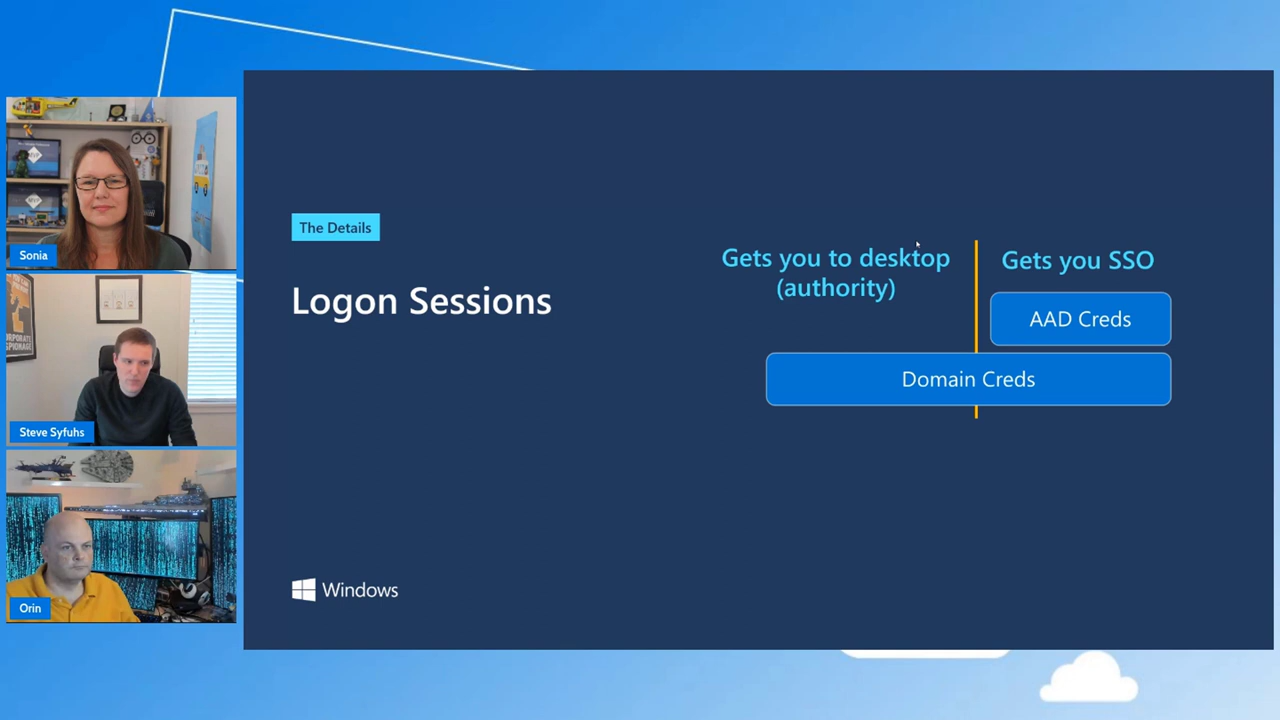 Sonia
Steve Syfuhs
Orin
The Details
Logon Sessions
Gets you to desktop
(authority)
Gets you SSO
AAD Creds
Domain Creds
Windows